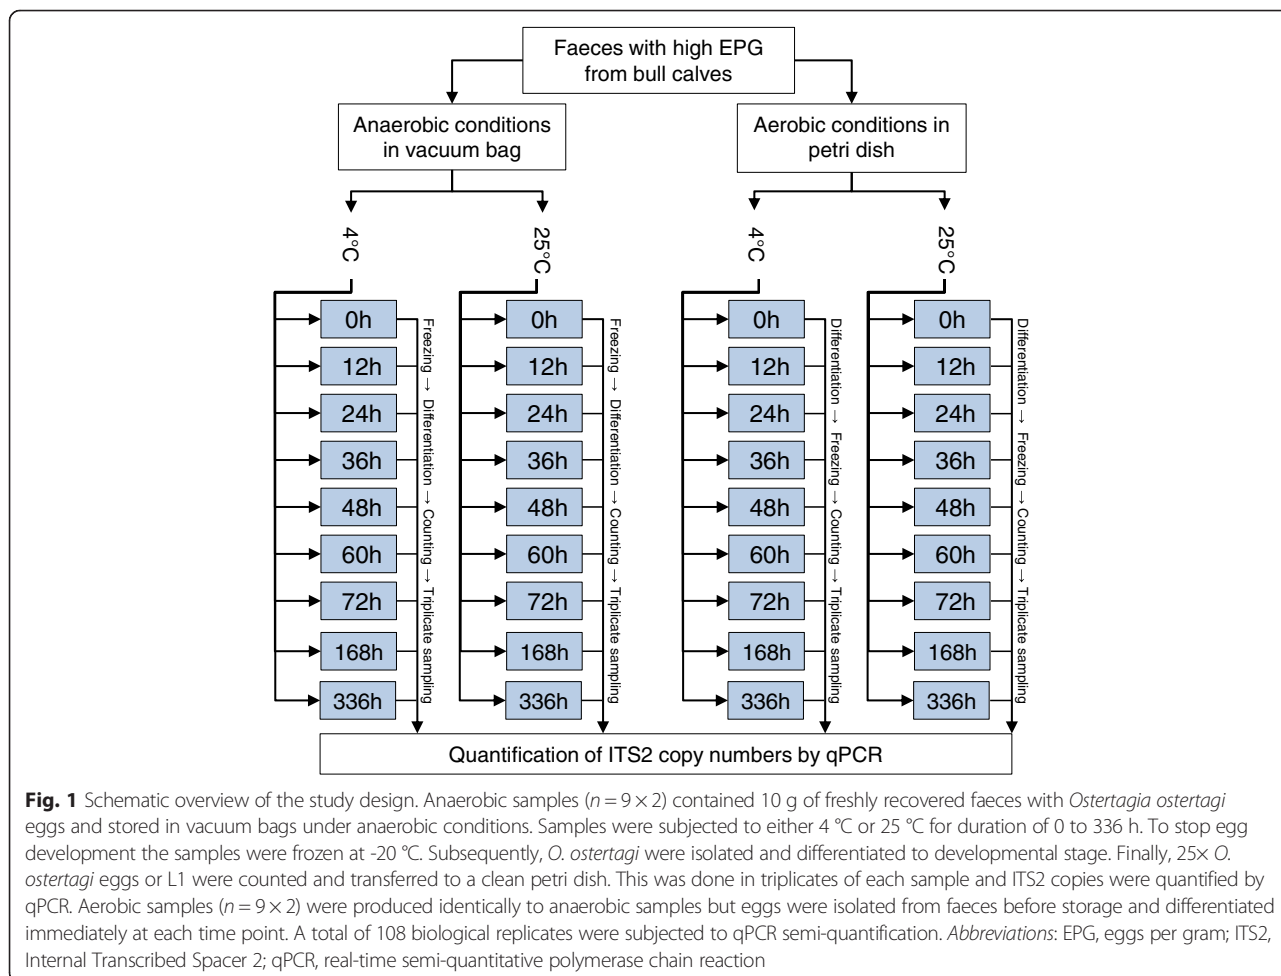 Faeces with high EPG
from bull calves
Anaerobic conditions
in vacuum bag
Aerobic conditions in
petri dish
4°C
25°C
4°C
25°C
0h
12h
24h
36h
48h
60h
72h
168h
336h
Freezing → Differentiation → Counting → Triplicate sampling
0h
12h
24h
36h
48h
60h
72h
168h
336h
Freezing → Differentiation → Counting → Triplicate sampling
0h
12h
24h
36h
48h
60h
72h
168h
336h
Differentiation → Freezing → Counting → Triplicate sampling
0h
12h
24h
36h
48h
60h
72h
168h
336h
Differentiation → Freezing → Counting → Triplicate sampling
Quantification of ITS2 copy numbers by qPCR
Fig. 1 Schematic overview of the study design. Anaerobic samples (n = 9 × 2) contained 10 g of freshly recovered faeces with Ostertagia ostertagi
eggs and stored in vacuum bags under anaerobic conditions. Samples were subjected to either 4 °C or 25 °C for duration of 0 to 336 h. To stop egg
development the samples were frozen at -20 °C. Subsequently, O. ostertagi were isolated and differentiated to developmental stage. Finally, 25× O.
ostertagi eggs or L1 were counted and transferred to a clean petri dish. This was done in triplicates of each sample and ITS2 copies were quantified by
qPCR. Aerobic samples (n = 9 × 2) were produced identically to anaerobic samples but eggs were isolated from faeces before storage and differentiated
immediately at each time point. A total of 108 biological replicates were subjected to qPCR semi-quantification. Abbreviations: EPG, eggs per gram; ITS2,
Internal Transcribed Spacer 2; qPCR, real-time semi-quantitative polymerase chain reaction